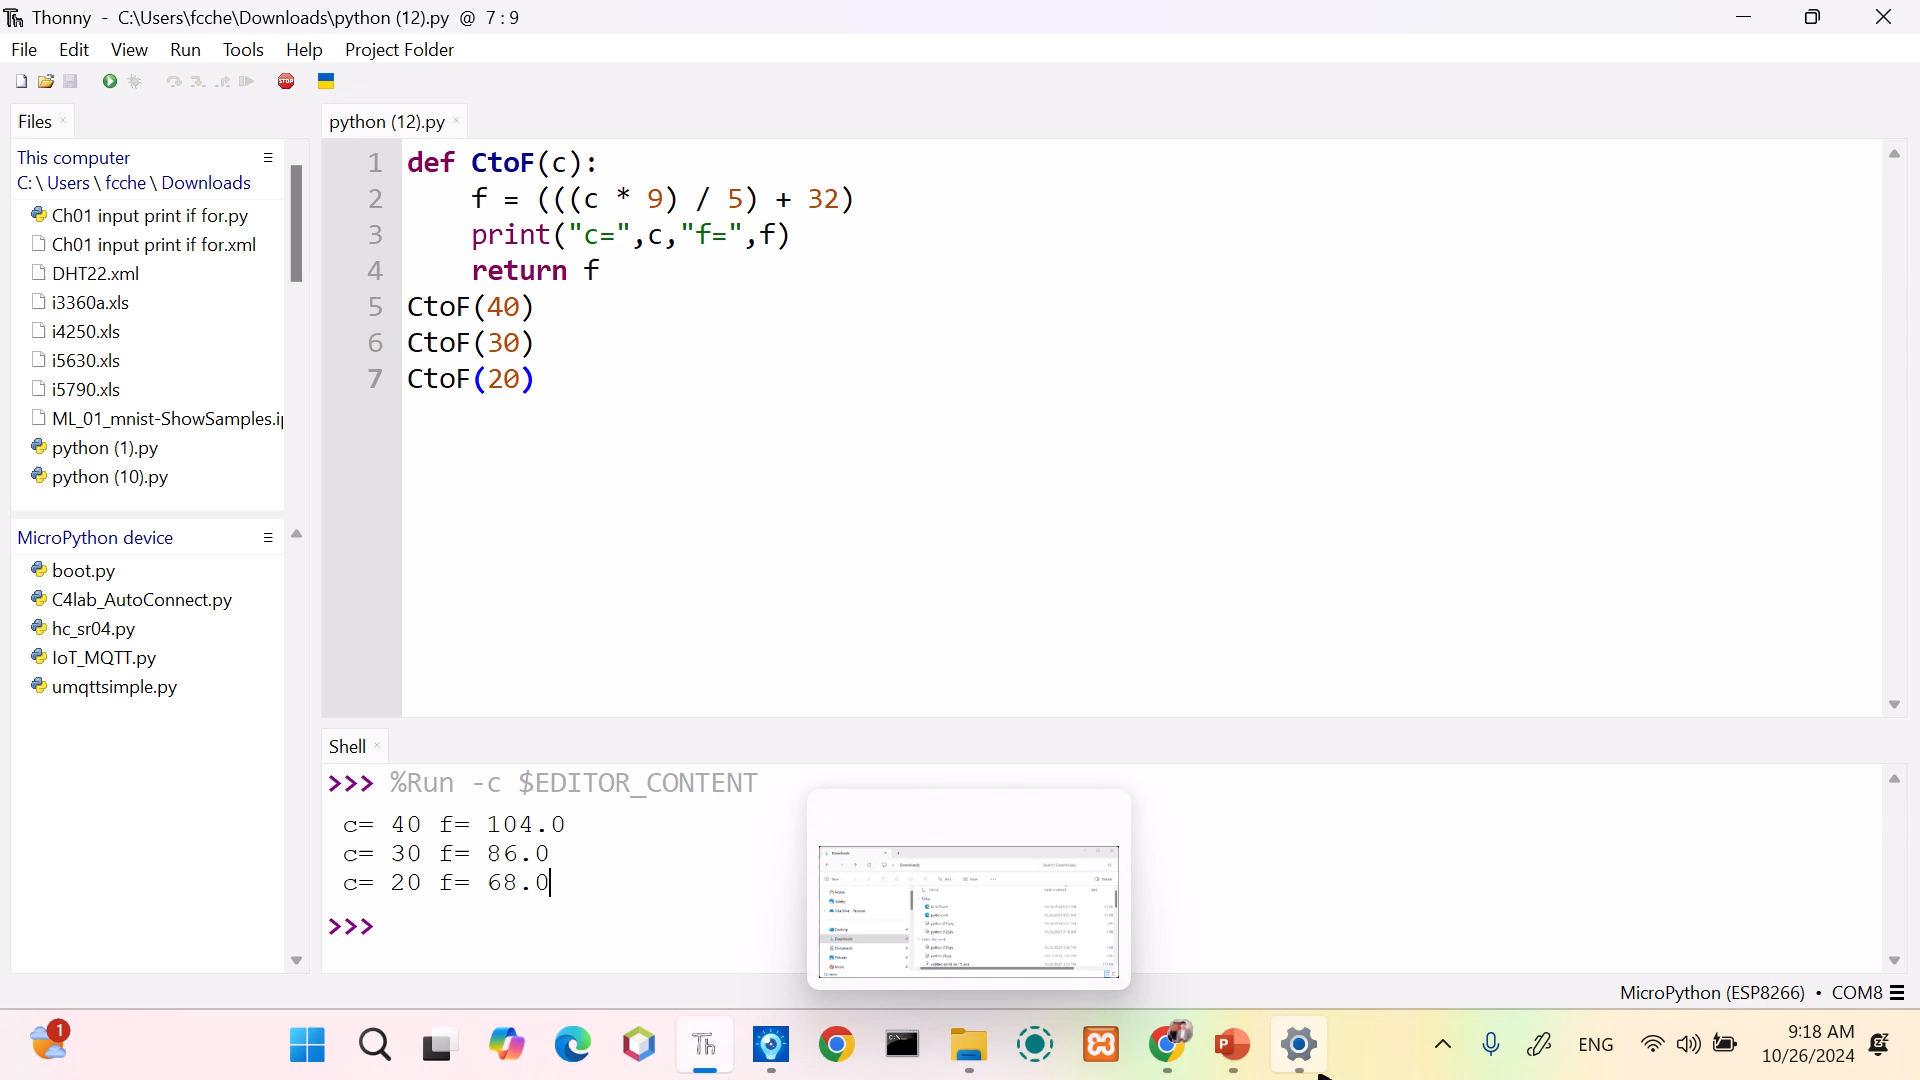 Thonny - C:\Users\fcche\Downloads\python (12).py @ 7 : 9
File Edit View Run Tools Help Project Folder
STOP
Files
python (12).py
This computer
C: \ Users \ fcche \ Downloads
Ch01 input print if for.py
Ch01 input print if for.xml
DHT22.xml
i3360a.xls
i4250.xls
i5630.xls
i5790.xls
ML_01_mnist-ShowSamples.i
python (1).py
python (10).py
MicroPython device
boot.py
C4lab_AutoConnect.py
hc_sr04.py
IoT_MQTT.py
umqttsimple.py
1 def CtoF(c):
2 f = (((c * 9) / 5) + 32)
3 print("c=",c,"f=",f)
4 return f
5 CtoF(40)
6 CtoF(30)
7 CtoF(20)
Shell
>>> %Run -c $EDITOR_CONTENT
c= 40 f= 104.0
c= 30 f= 86.0
c= 20 f= 68.0
>>>
MicroPython (ESP8266) • COM8
1
Th
ENG
9:18 AM
10/26/2024